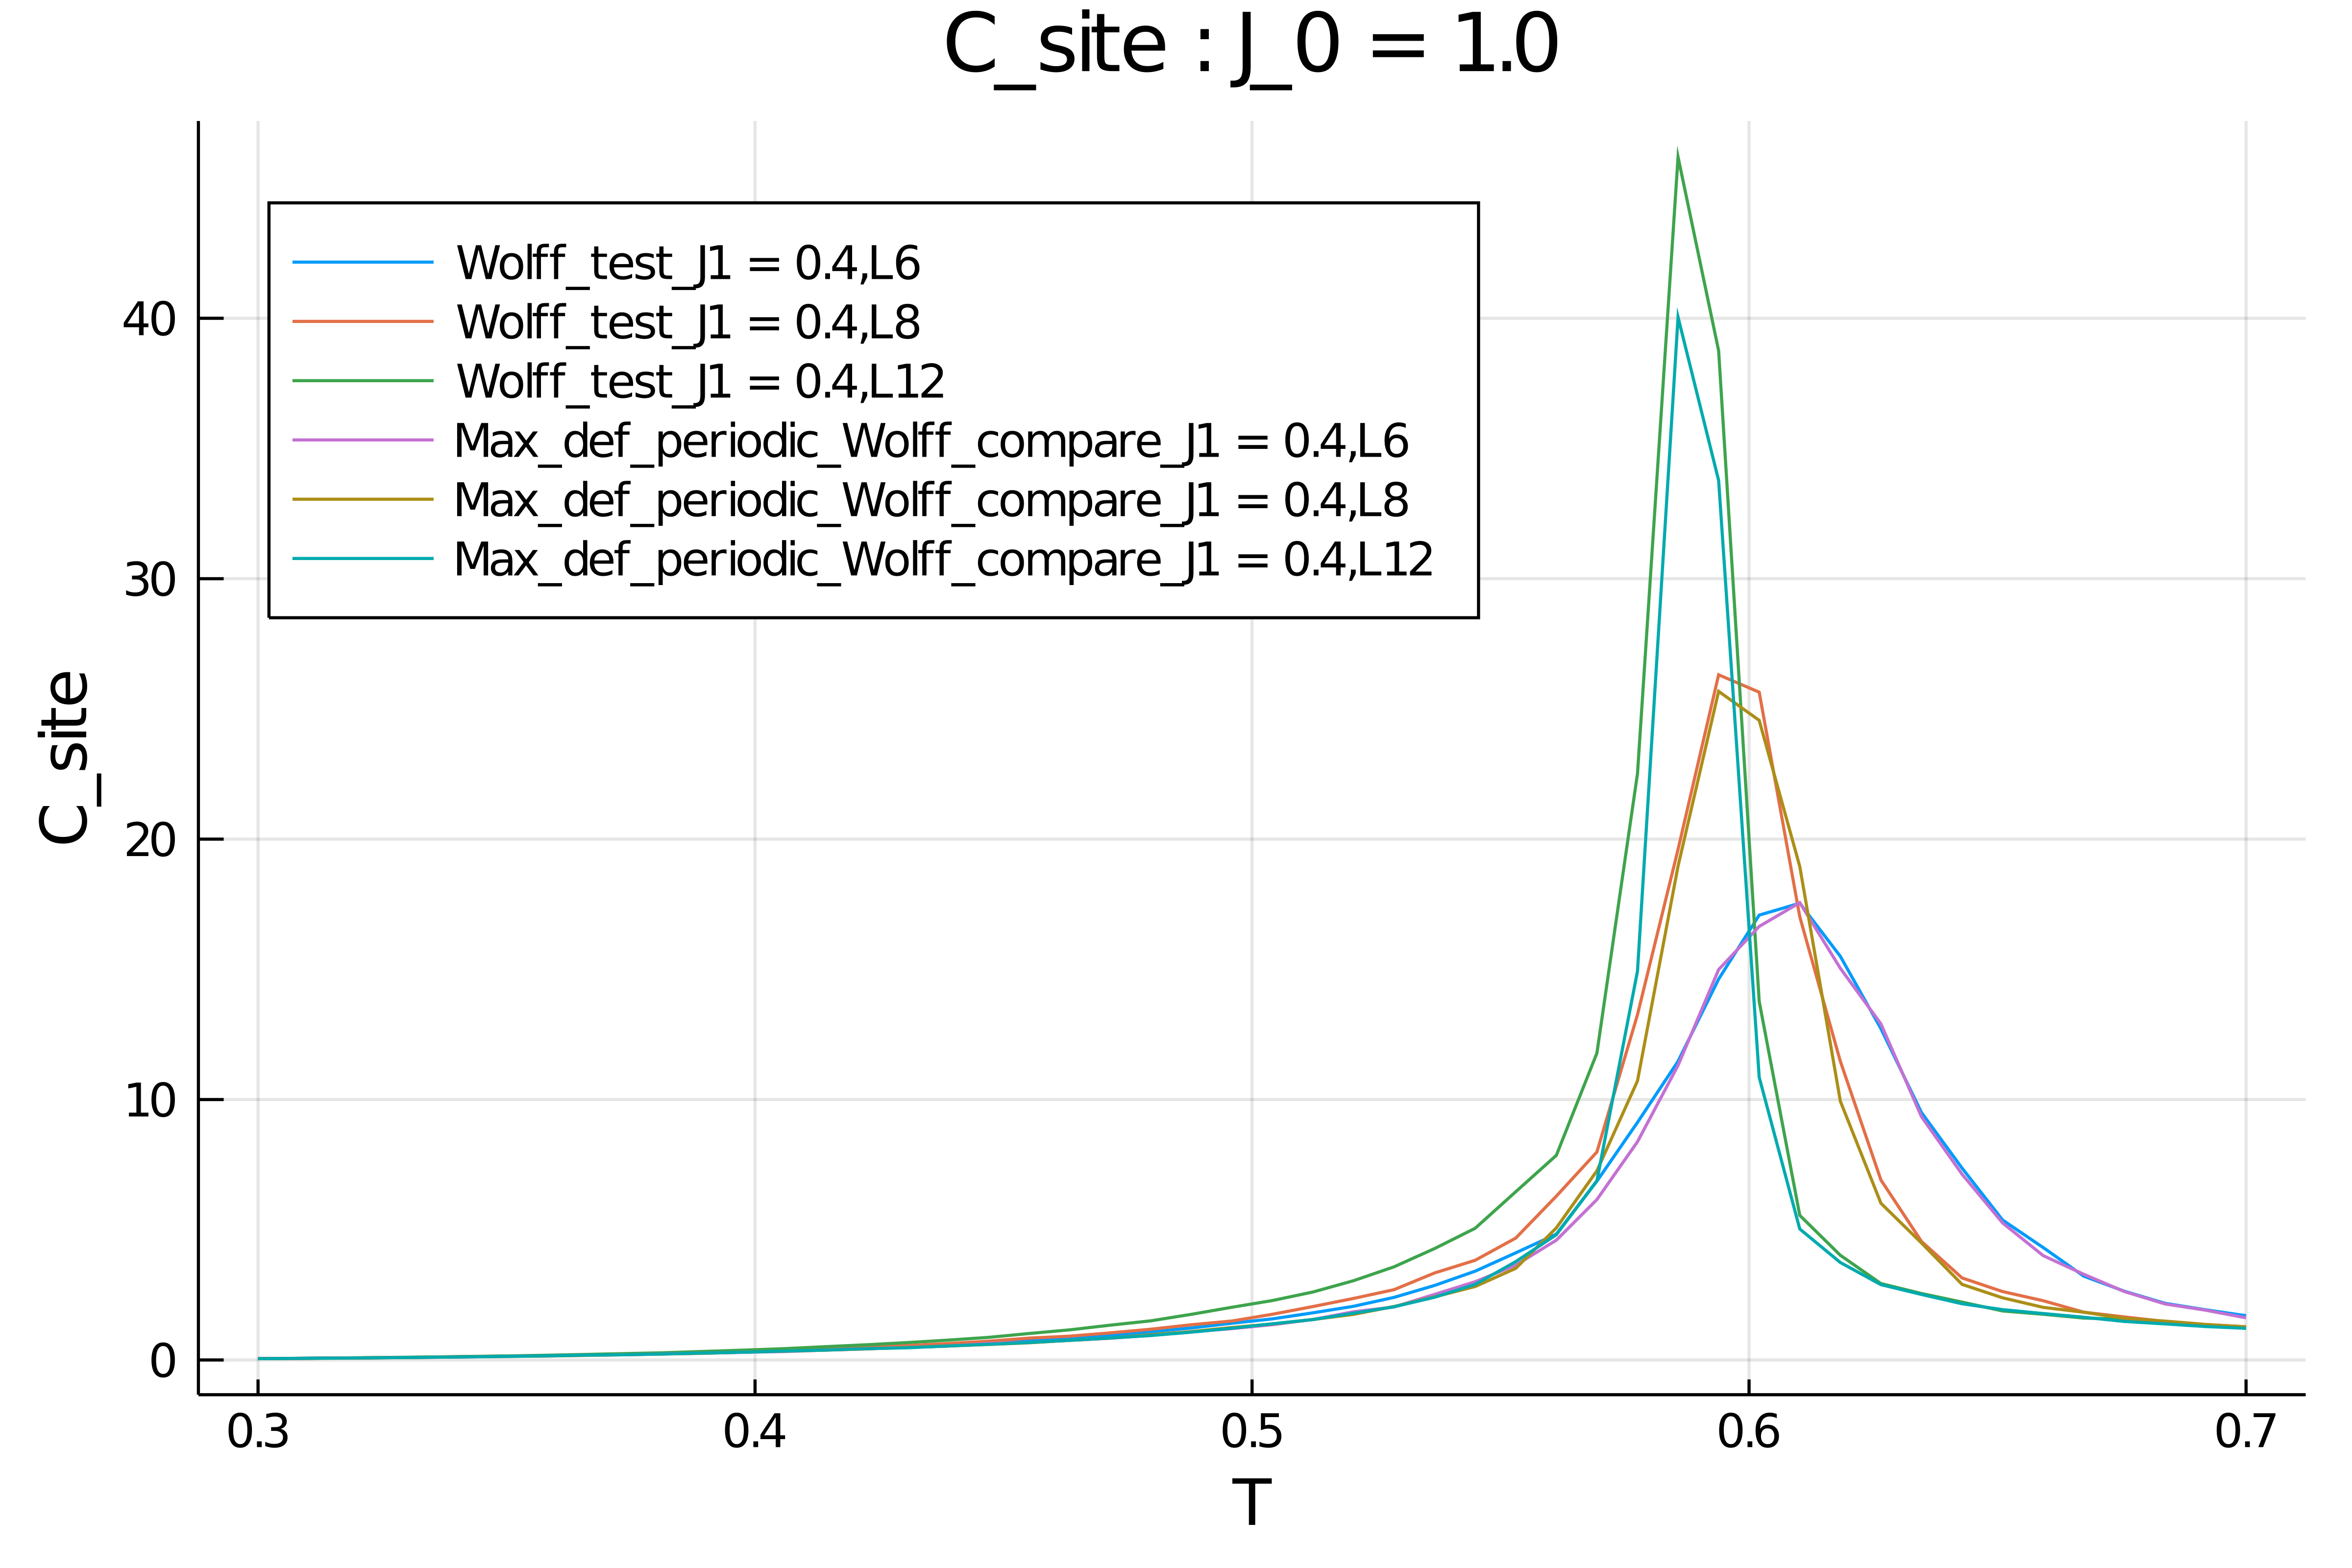 C_site : J_0 = 1.0
Wolff_test_J1 = 0.4,L6
Wolff_test_J1 = 0.4,L8
Wolff_test_J1 = 0.4,L12
Max_def_periodic_Wolff_compare_J1 = 0.4,L6
Max_def_periodic_Wolff_compare_J1 = 0.4,L8
Max_def_periodic_Wolff_compare_J1 = 0.4,L12
40
30
20
10
0
C_site
0.3 0.4 0.5 0.6 0.7
T